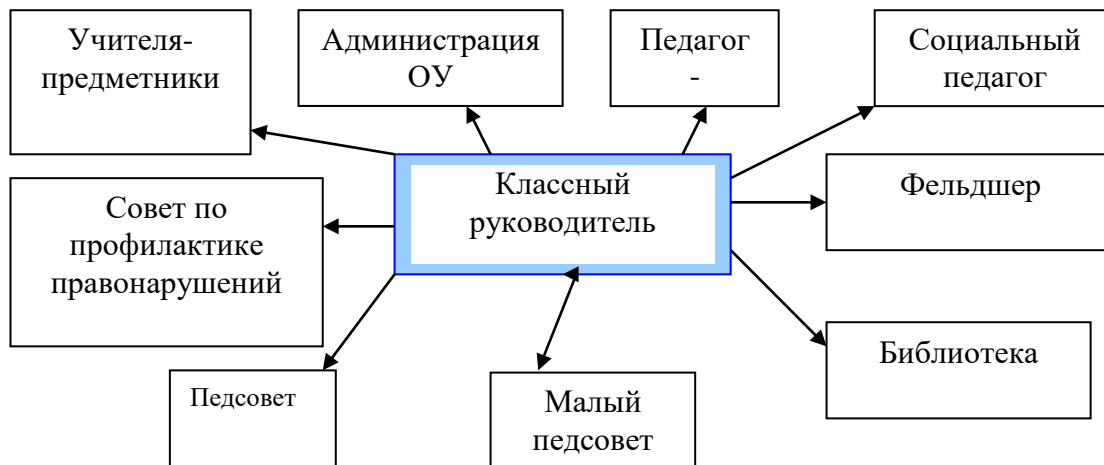 Учителя-
предметники
Администрация
ОУ
Педагог
-
Социальный
педагог
Классный
руководитель
Фельдшер
Совет по
профилактике
правонарушений
Библиотека
Педсовет
Малый
педсовет